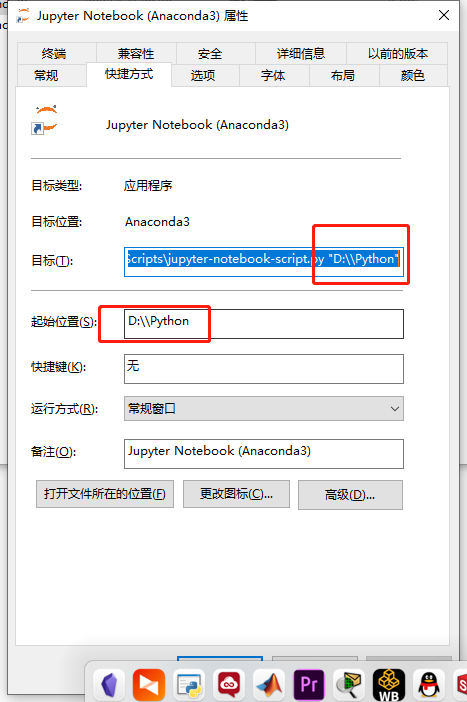 Jupyter Notebook (Anaconda3) 属性
终端 兼容性 安全 详细信息 以前的版本
常规 快捷方式 选项 字体 布局 颜色
Jupyter Notebook (Anaconda3)
目标类型: 应用程序
目标位置: Anaconda3
目标(T): Scripts\jupyter-notebook-script.py "D:\\Python"
起始位置(S): D:\\Python
快捷键(K): 无
运行方式(R): 常规窗口
备注(O): Jupyter Notebook (Anaconda3)
打开文件所在的位置(F) 更改图标(C)... 高级(D)...
Pr WB S